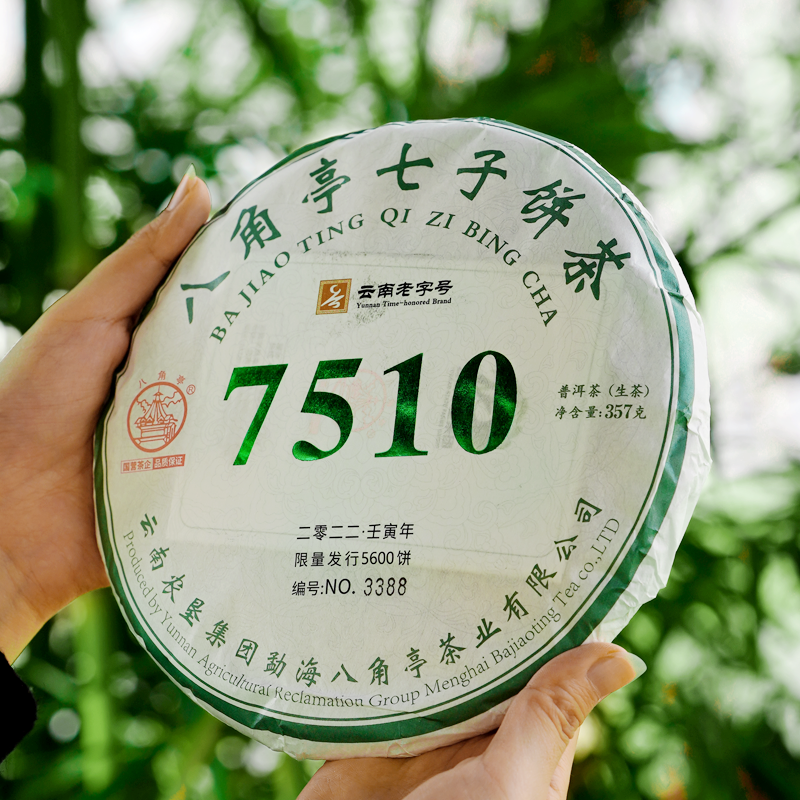 八角亭七子饼茶
BA JIAO TING QI ZI BING CHA
云南老字号
Yunnan Time-honored Brand
7510
八角亭
®
国营茶企 品质保证
普洱茶（生茶）
净含量:357克
二零二二·壬寅年
限量发行5600饼
编号:NO. 3388
云南农垦集团勐海八角亭茶业有限公司
Produced by Yunnan Agricultural Reclamation Group Menghai Bajiaoting Tea co.,LTD